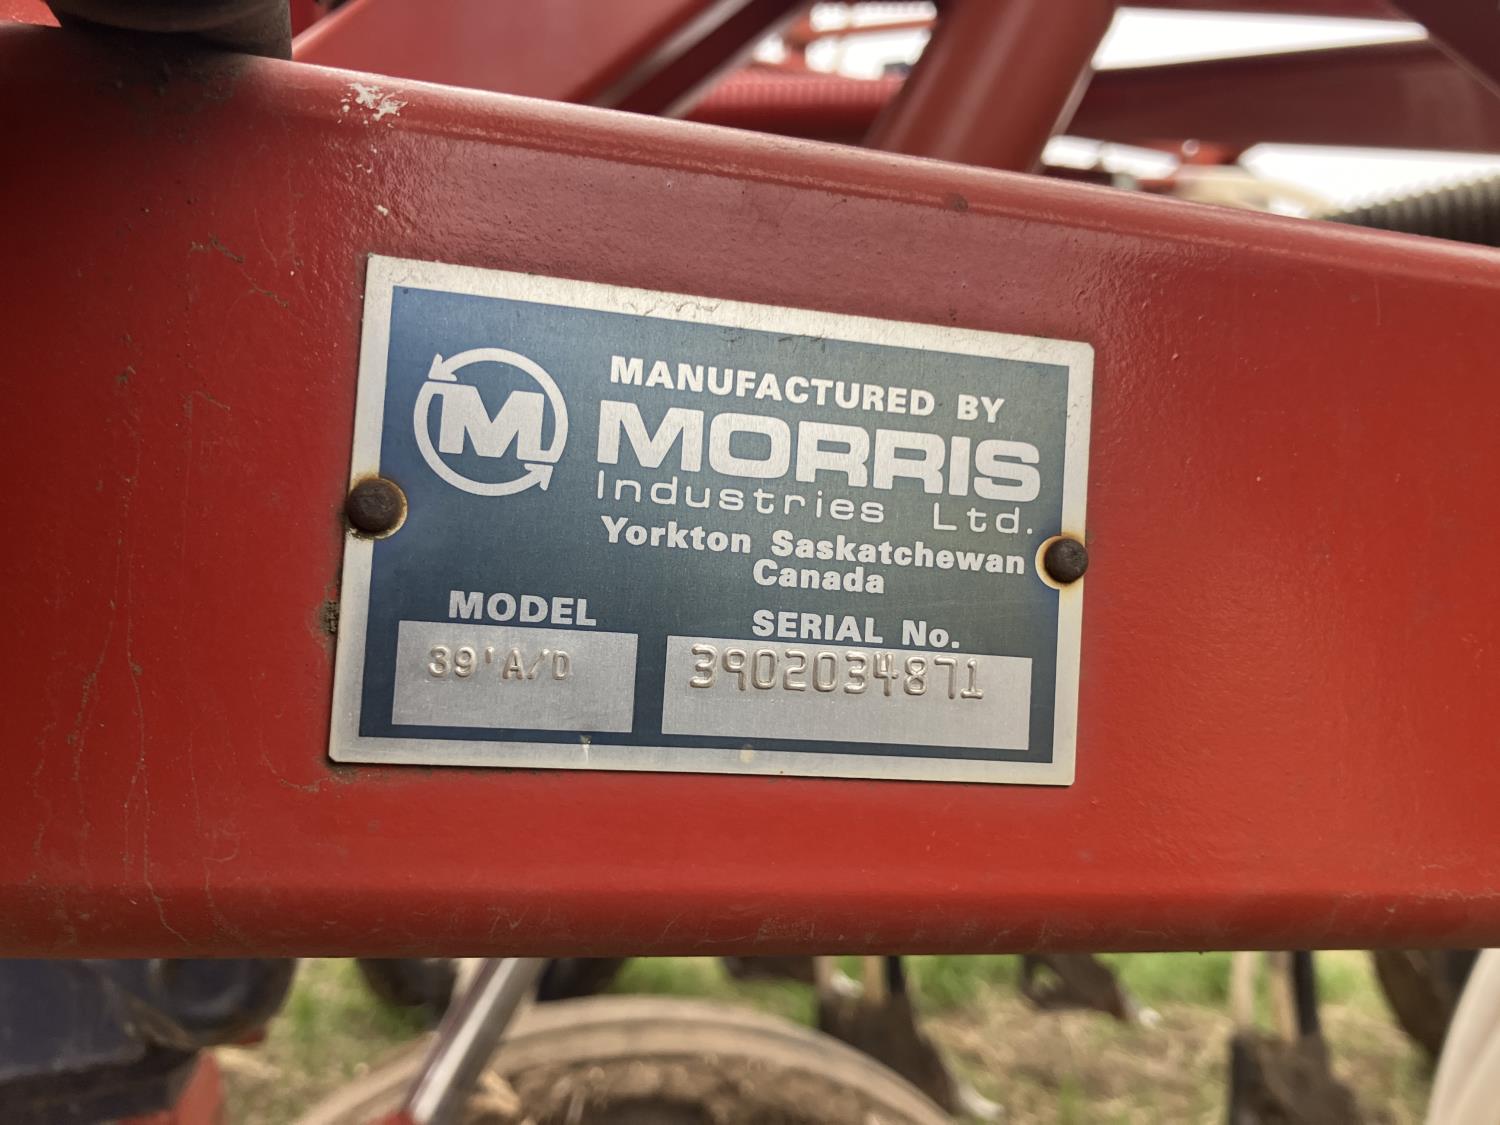 M
MANUFACTURED BY
MORRIS
Industries Ltd.
Yorkton Saskatchewan
Canada
MODEL
39'A/D
SERIAL No.
3902034871